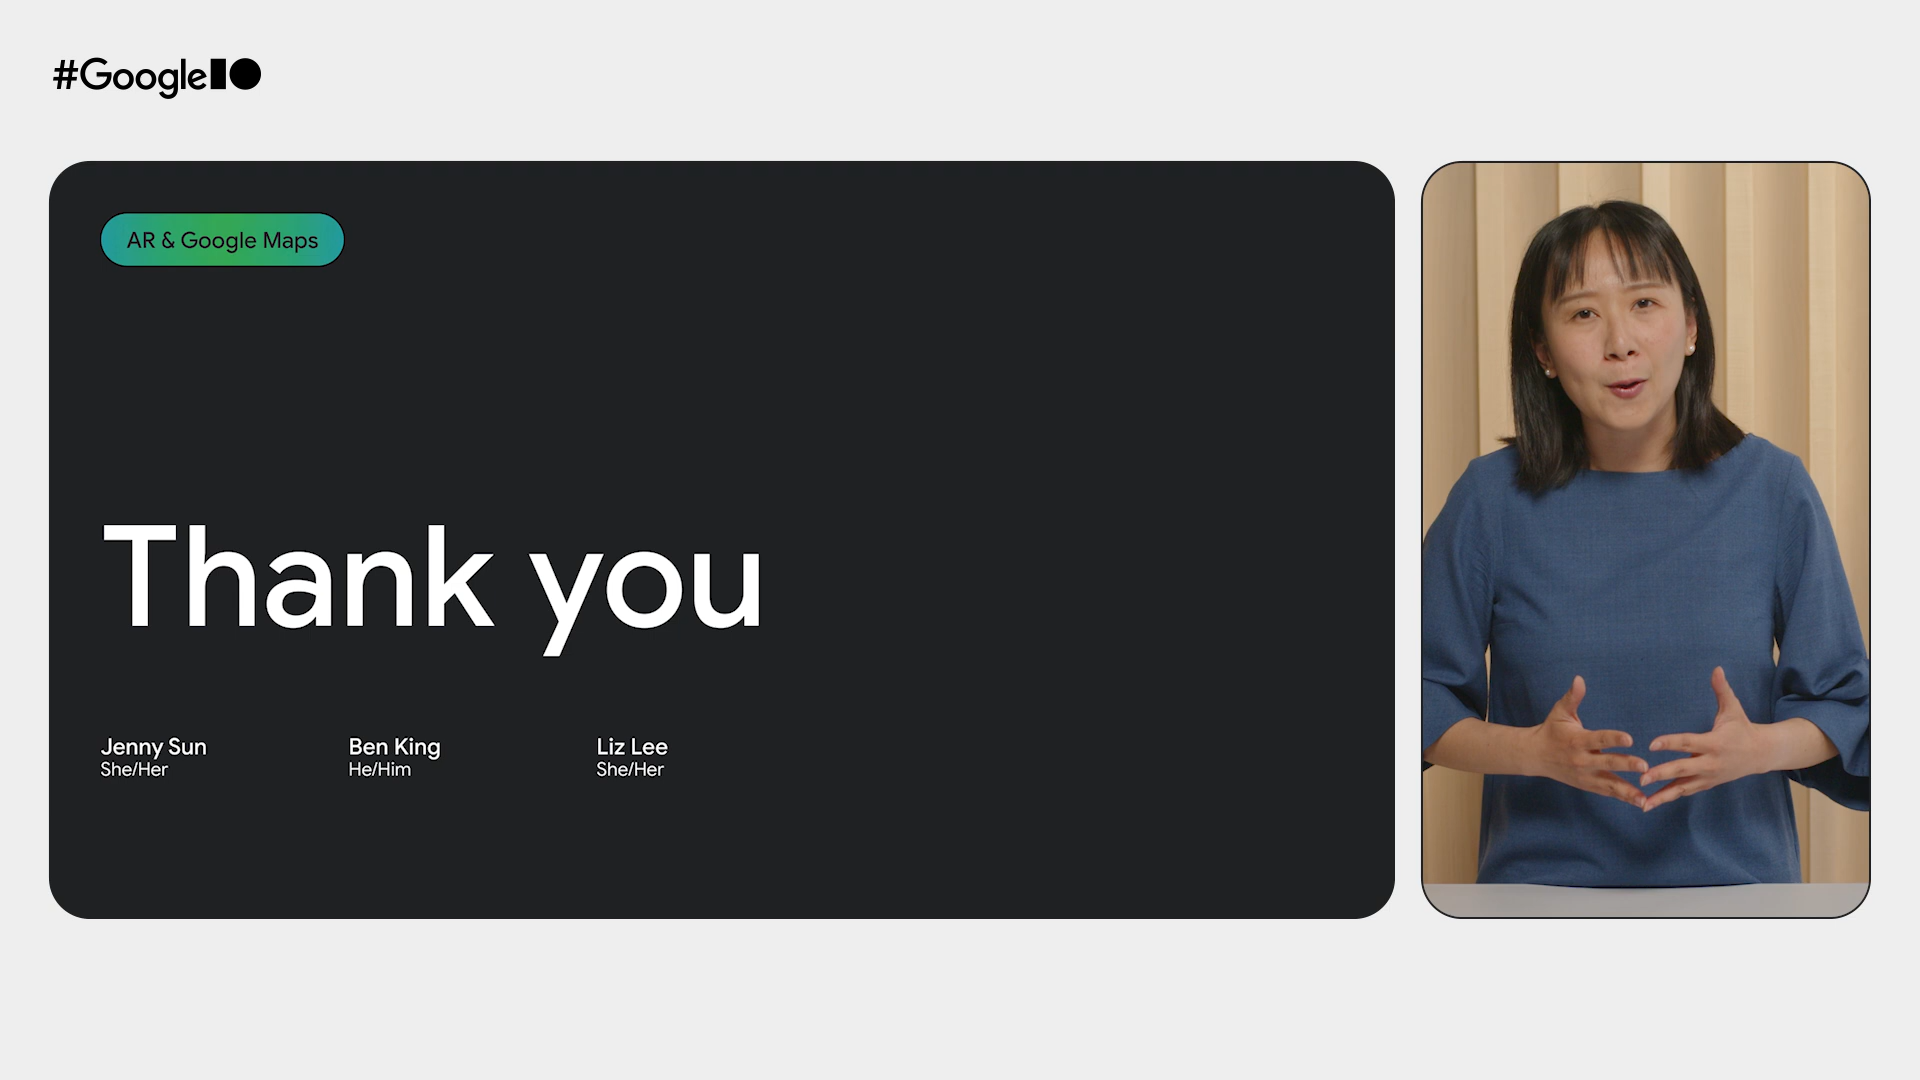 #GoogleIO
AR & Google Maps
Thank you
Jenny Sun
She/Her
Ben King
He/Him
Liz Lee
She/Her